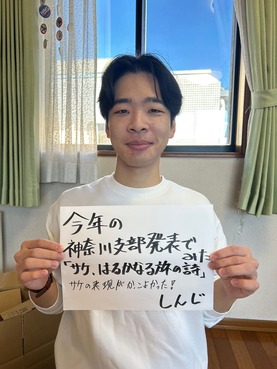 今年の
神奈川支部発表で
みた
「サケ、はるかなる旅の詩」
サケの表現がかっこよかった!
しんじ